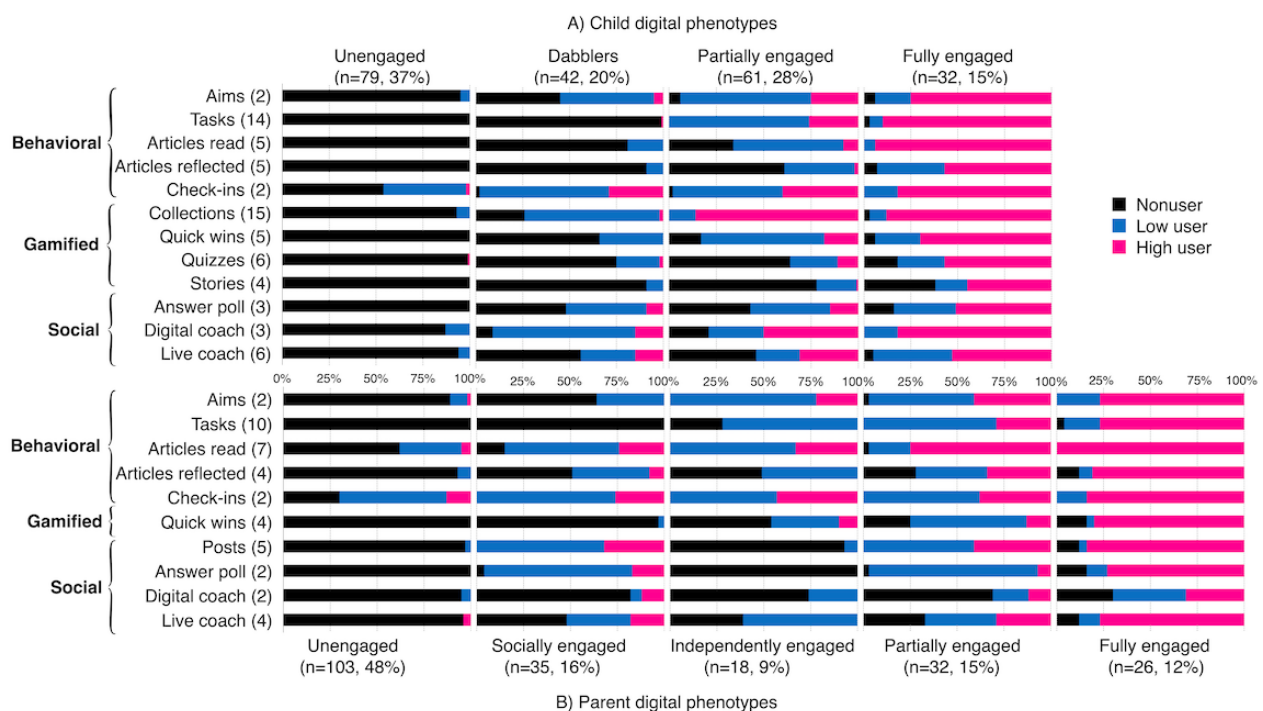 A) Child digital phenotypes
Unengaged
(n=79, 37%)
Dabblers
(n=42, 20%)
Partially engaged
(n=61, 28%)
Fully engaged
(n=32, 15%)
Behavioral
Aims (2)
Tasks (14)
Articles read (5)
Articles reflected (5)
Check-ins (2)
Gamified
Collections (15)
Quick wins (5)
Quizzes (6)
Stories (4)
Social
Answer poll (3)
Digital coach (3)
Live coach (6)
Nonuser
Low user
High user
0% 25% 50% 75% 100% 25% 50% 75% 100% 25% 50% 75% 100% 25% 50% 75% 100% 25% 50% 75% 100%
Behavioral
Aims (2)
Tasks (10)
Articles read (7)
Articles reflected (4)
Check-ins (2)
Gamified
Quick wins (4)
Social
Posts (5)
Answer poll (2)
Digital coach (2)
Live coach (4)
Unengaged
(n=103, 48%)
Socially engaged
(n=35, 16%)
Independently engaged
(n=18, 9%)
Partially engaged
(n=32, 15%)
Fully engaged
(n=26, 12%)
B) Parent digital phenotypes